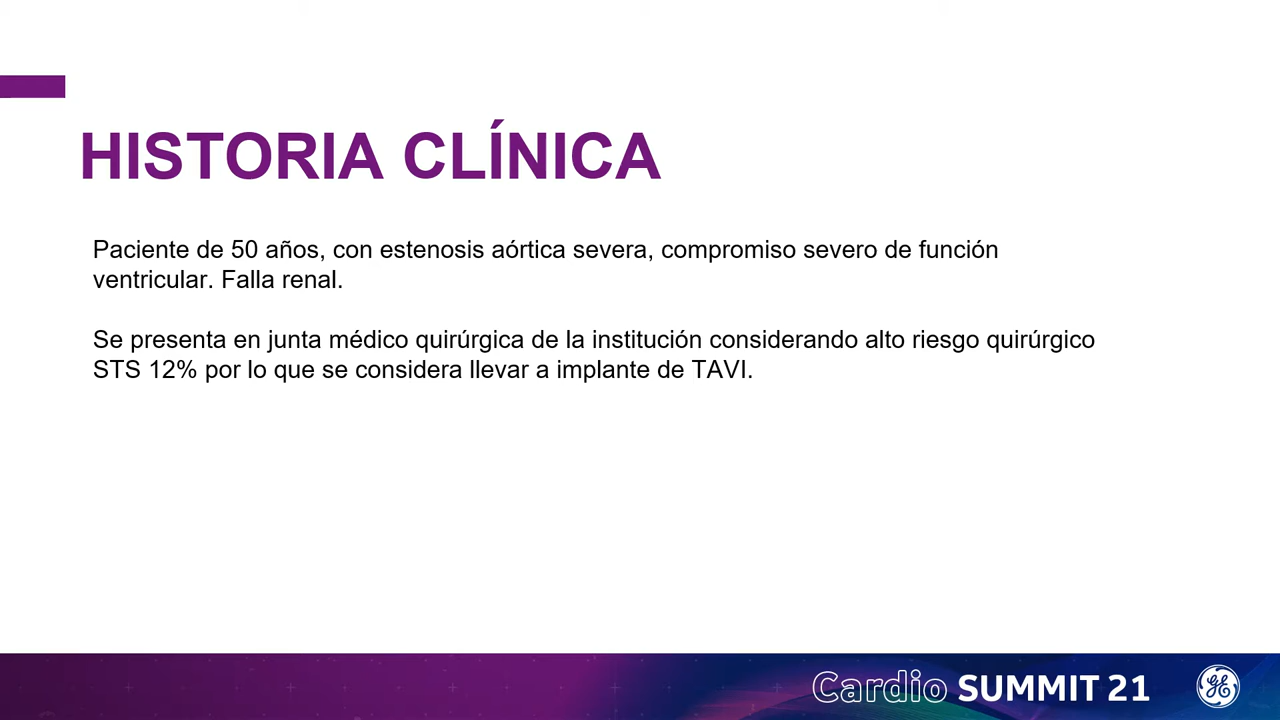 HISTORIA CLÍNICA
Paciente de 50 años, con estenosis aórtica severa, compromiso severo de función
ventricular. Falla renal.
Se presenta en junta médico quirúrgica de la institución considerando alto riesgo quirúrgico
STS 12% por lo que se considera llevar a implante de TAVI.
Cardio SUMMIT 21
GE